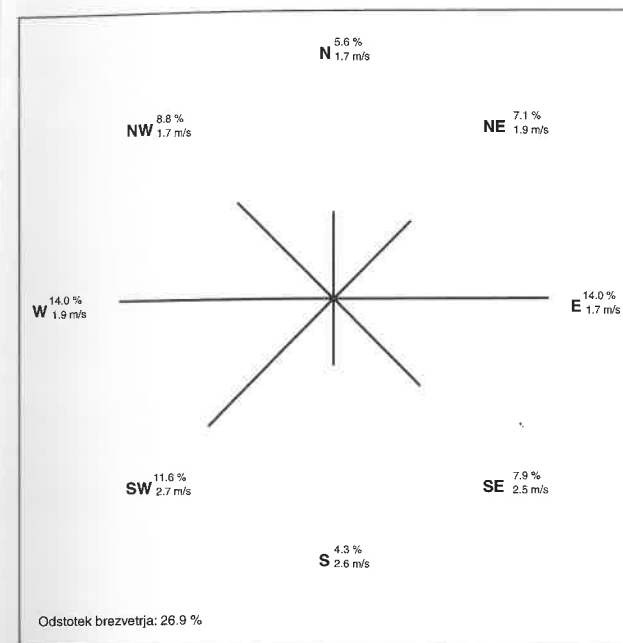 N 5.6 %
1.7 m/s
NW 8.8 %
1.7 m/s
NE 7.1 %
1.9 m/s
W 14.0 %
1.9 m/s
E 14.0 %
1.7 m/s
SW 11.6 %
2.7 m/s
SE 7.9 %
2.5 m/s
S 4.3 %
2.6 m/s
Odstotek brezvetrja: 26.9 %